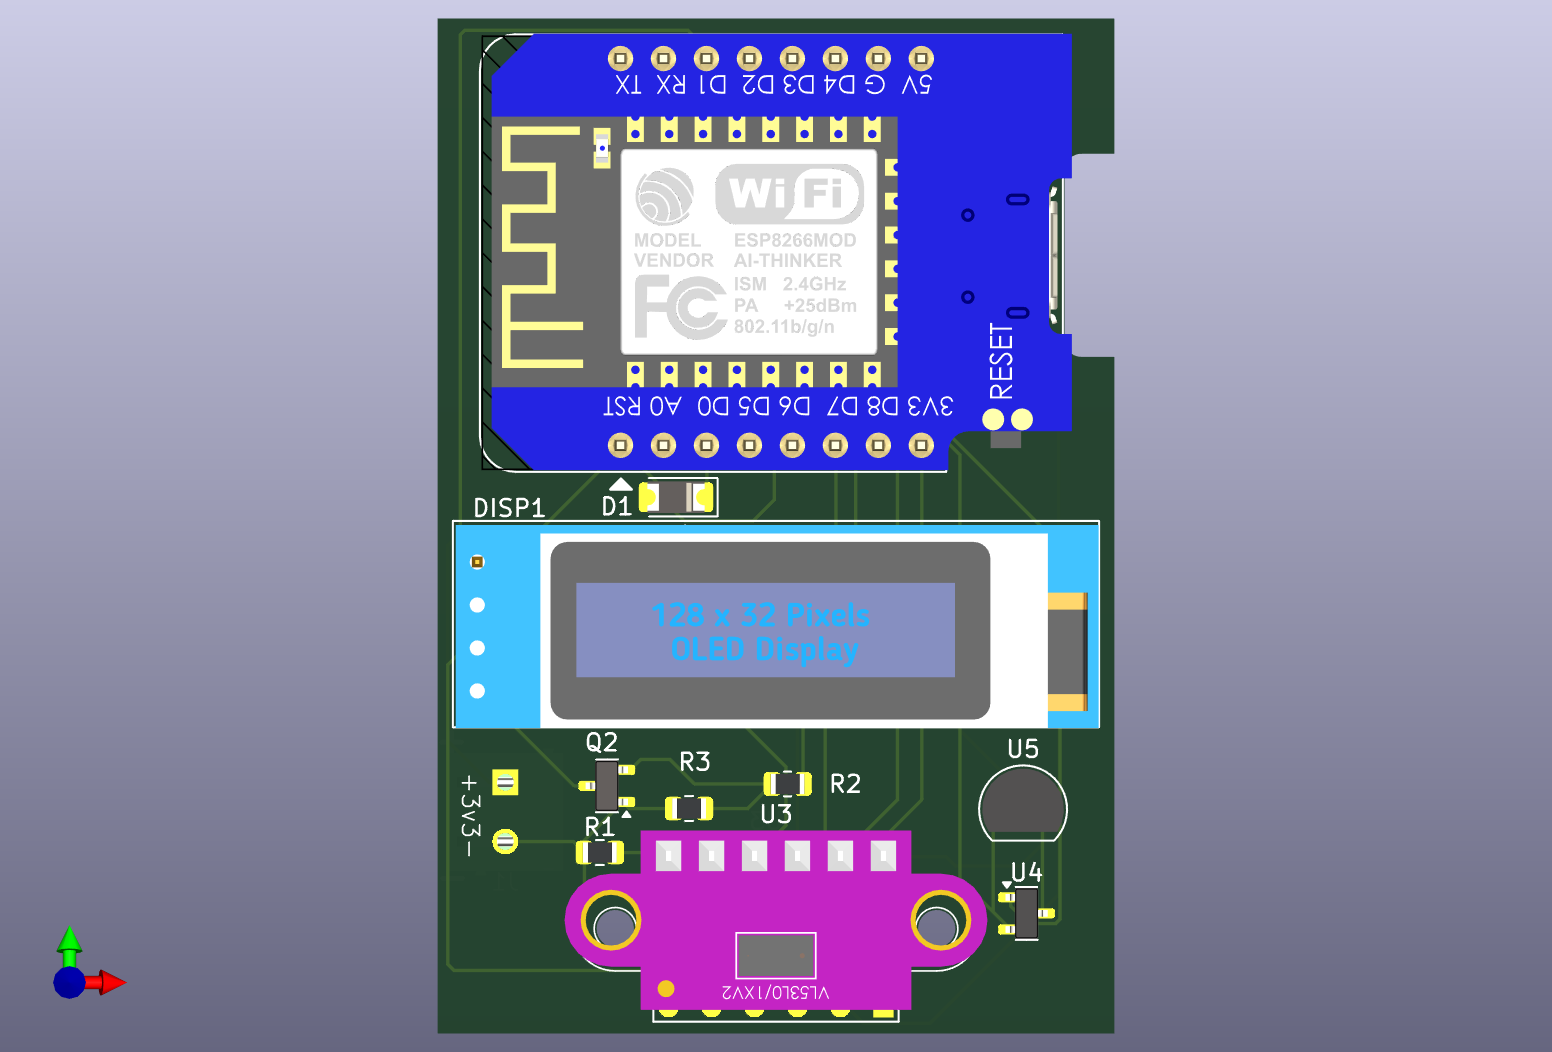 TX RX D1 D2 D3 D4 G 5V
WiFi
MODEL ESP8266MOD
VENDOR AI-THINKER
FC
ISM 2.4GHz
PA +25dBm
802.11b/g/n
RESET
RST A0 D0 D5 D6 D7 D8 3V3
D1
DISP1
128 x 32 Pixels
OLED Display
Q2
R3
U5
R2
+3v3-
U3
R1
U4
VL53L0/1XV2